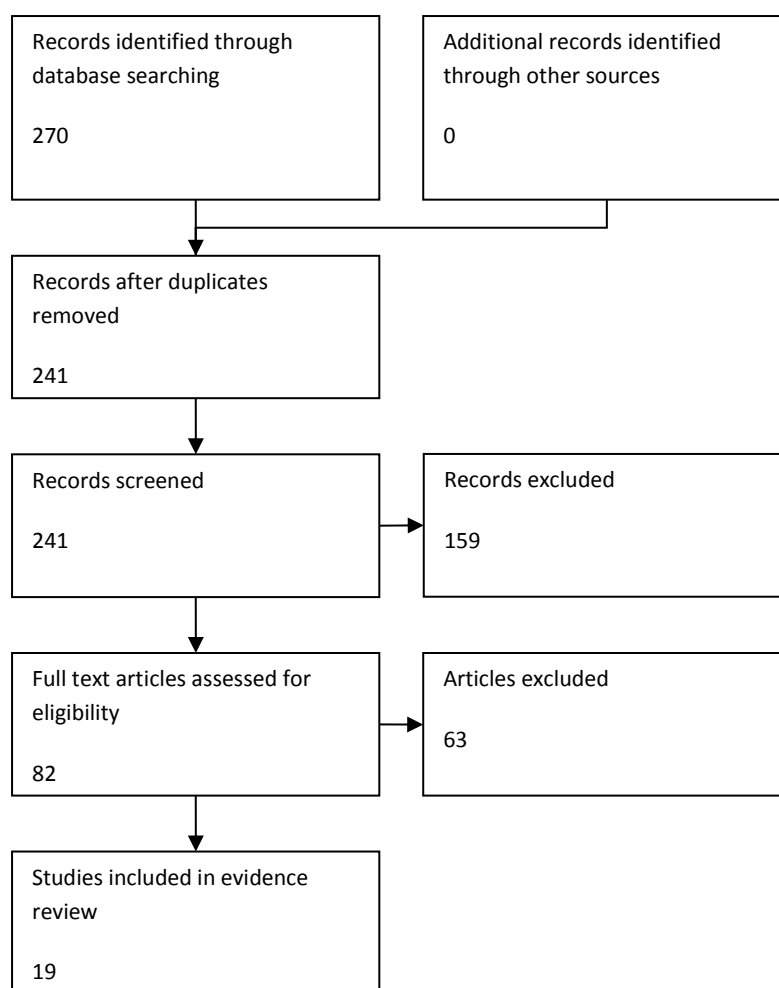 Records identified through
database searching
270
Additional records identified
through other sources
0
Records after duplicates
removed
241
Records screened
241
Records excluded
159
Full text articles assessed for
eligibility
82
Articles excluded
63
Studies included in evidence
review
19